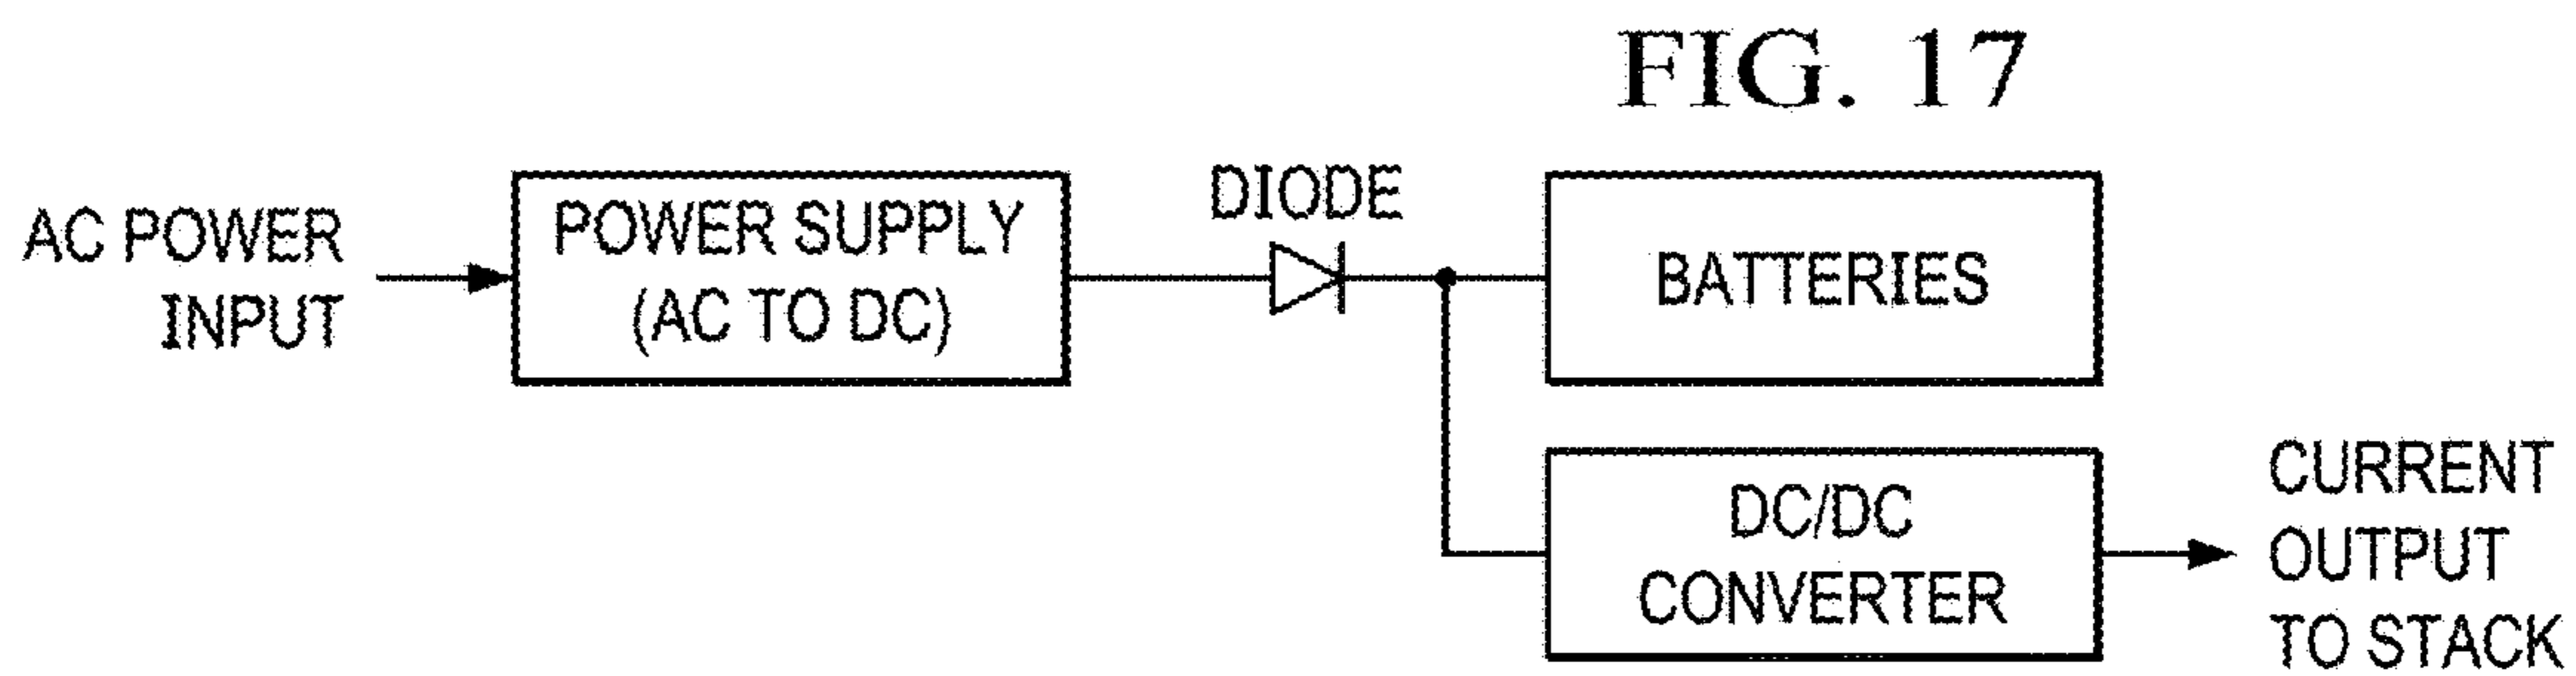 FIG. 17
AC POWER
INPUT
POWER SUPPLY
(AC TO DC)
DIODE
BATTERIES
DC/DC
CONVERTER
CURRENT
OUTPUT
TO STACK